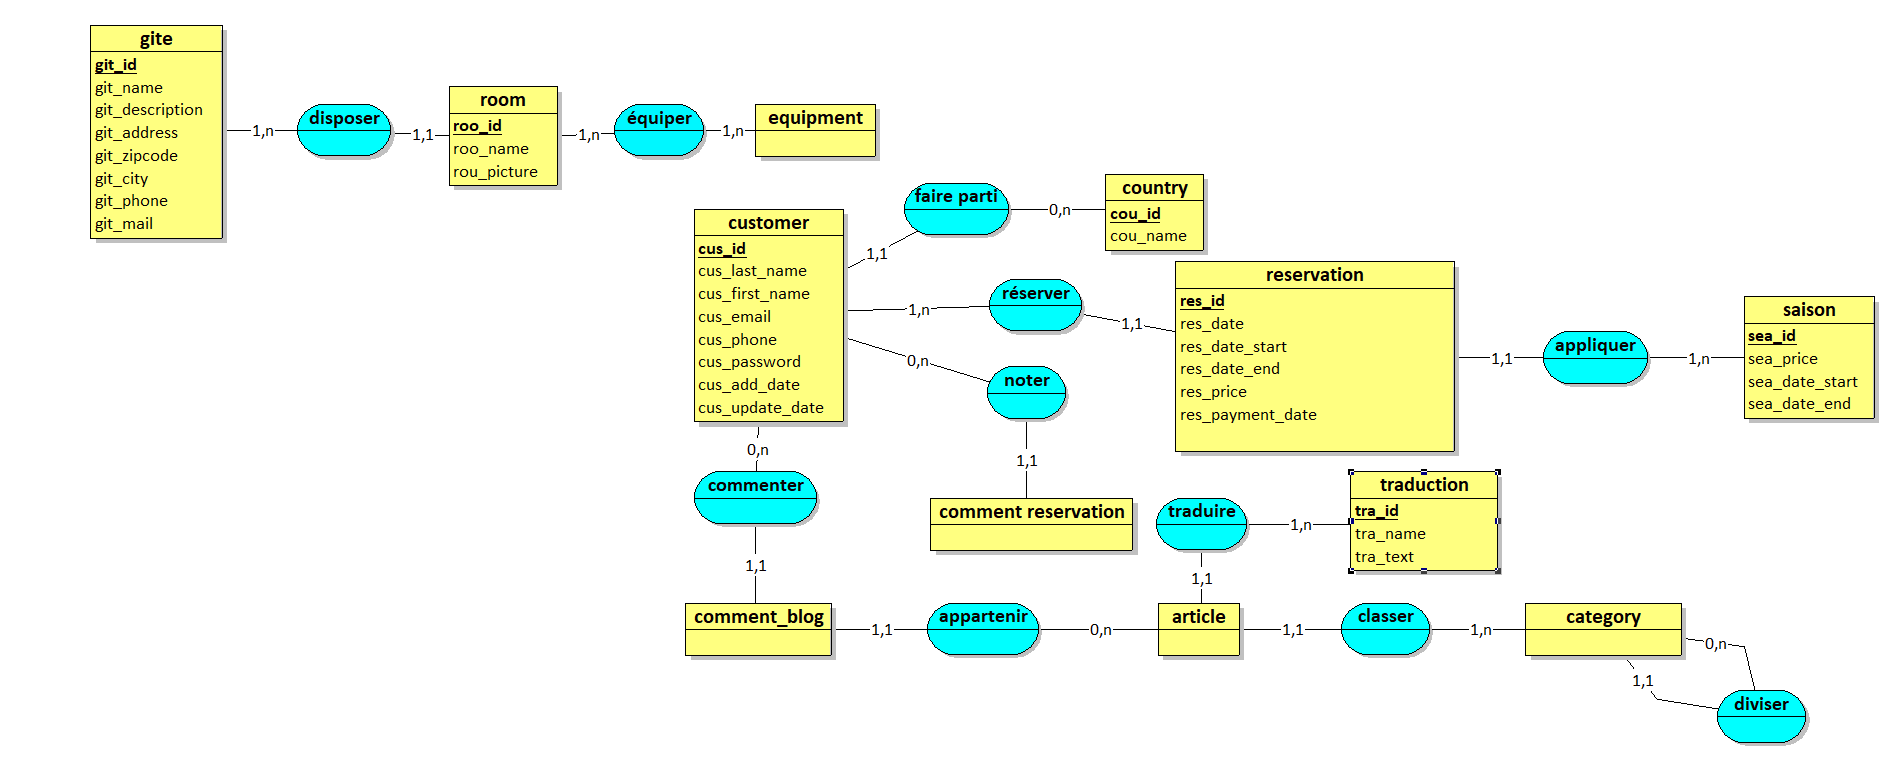 gite
git_id
git_name
git_description
git_address
git_zipcode
git_city
git_phone
git_mail
1,n
disposer
1,1
room
roo_id
roo_name
rou_picture
1,n
équiper
1,n
equipment
customer
cus_id
cus_last_name
cus_first_name
cus_email
cus_phone
cus_password
cus_add_date
cus_update_date
1,1
faire parti
0,n
country
cou_id
cou_name
1,n
réserver
1,1
reservation
res_id
res_date
res_date_start
res_date_end
res_price
res_payment_date
1,1
appliquer
1,n
saison
sea_id
sea_price
sea_date_start
sea_date_end
0,n
noter
1,1
comment reservation
0,n
commenter
1,1
comment_blog
1,1
appartenir
0,n
article
1,1
traduire
1,n
traduction
tra_id
tra_name
tra_text
1,1
classer
1,n
category
0,n
1,1
diviser